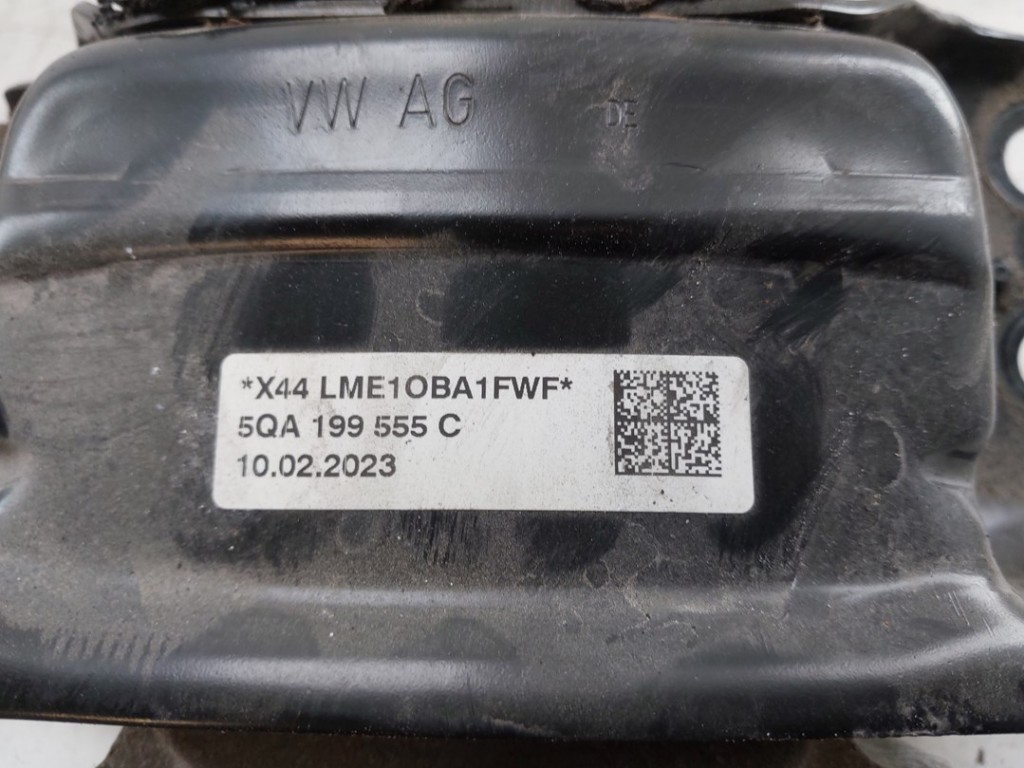 VW AG DE
*X44 LME1OBA1FWF*
5QA 199 555 C
10.02.2023